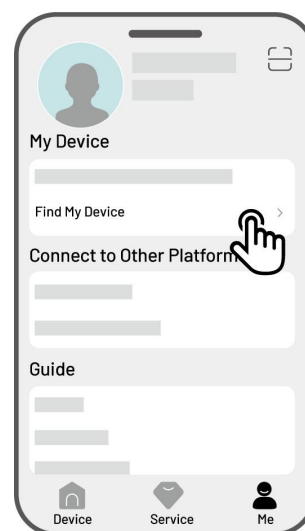 My Device
Find My Device
Connect to Other Platform
Guide
Device Service Me